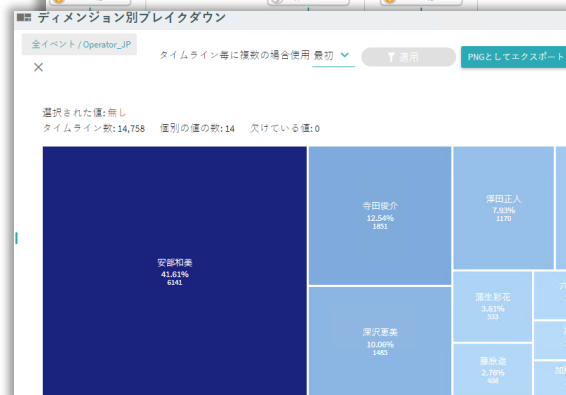 ディメンション別ブレイクダウン
全イベント / Operator_JP
タイムライン毎に複数の場合使用 最初
適用
PNGとしてエクスポート
選択された値: 無し
タイムライン数: 14,758 個別の値の数: 14 欠けている値: 0
安部和美
41.61%
6141
寺田俊介
12.54%
1851
深沢恵美
10.06%
1485
澤田正人
7.93%
1170
蒲生彩花
3.61%
533
藤原造
2.76%
408
六
加